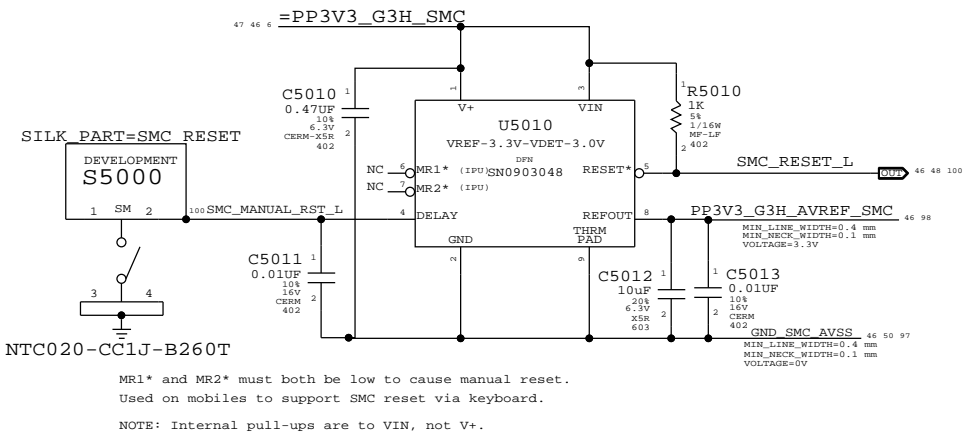 =PP3V3_G3H_SMC
47 46 6
C5010
0.47UF
10%
6.3V
CERM-X5R
402
1
2
1
V+
3
VIN
U5010
VREF-3.3V-VDET-3.0V
DFN
SN0903048
NC 6 MR1* (IPU)
NC 7 MR2* (IPU)
RESET* 5
4 DELAY
REFOUT 8
GND
2
THRM
PAD
9
1
R5010
1K
5%
1/16W
MF-LF
2 402
SMC_RESET_L
OUT 46 48 100
SILK_PART=SMC_RESET
DEVELOPMENT
S5000
1 SM 2
3 4
NTC020-CC1J-B260T
100 SMC_MANUAL_RST_L
C5011
0.01UF
10%
16V
CERM
402
1
2
PP3V3_G3H_AVREF_SMC 46 98
MIN_LINE_WIDTH=0.4 mm
MIN_NECK_WIDTH=0.1 mm
VOLTAGE=3.3V
C5012
10uF
20%
6.3V
X5R
603
1
2
1 C5013
0.01UF
10%
16V
CERM
2 402
GND_SMC_AVSS 46 50 97
MIN_LINE_WIDTH=0.4 mm
MIN_NECK_WIDTH=0.1 mm
VOLTAGE=0V
MR1* and MR2* must both be low to cause manual reset.
Used on mobiles to support SMC reset via keyboard.
NOTE: Internal pull-ups are to VIN, not V+.